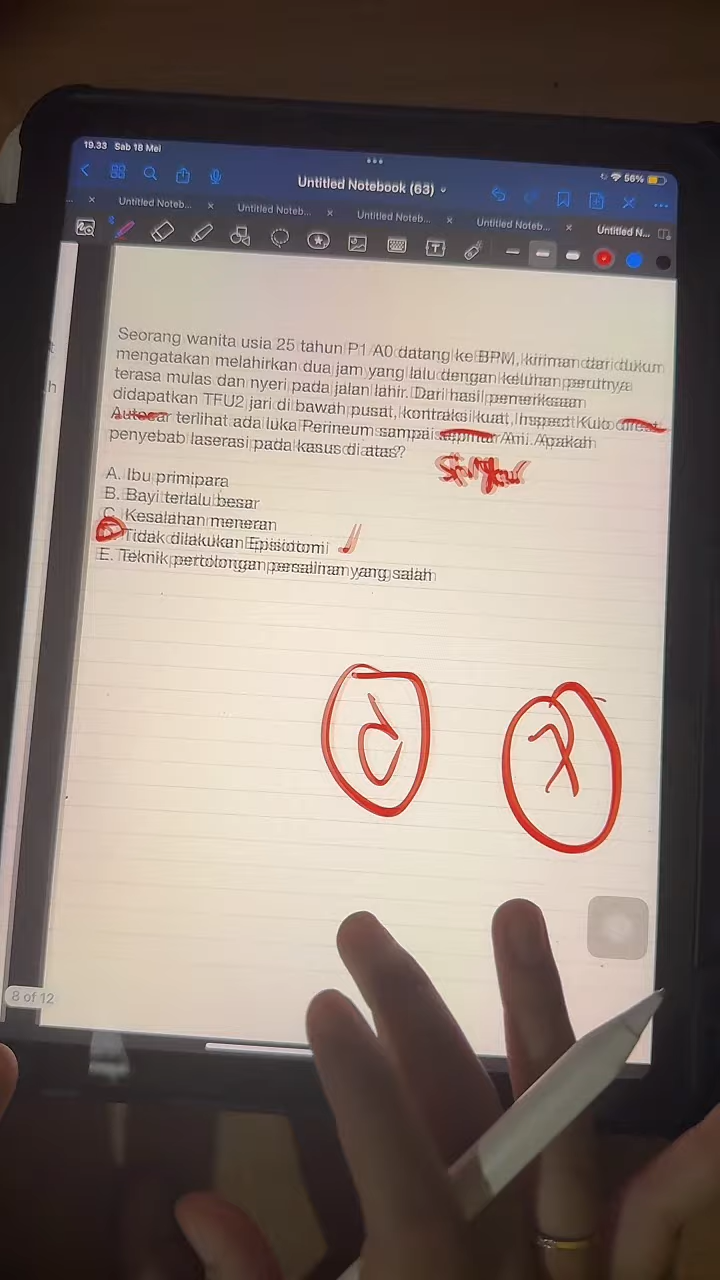 19.33 Sab 18 Mei
56%
Untitled Notebook (63)
Untitled Noteb...
Untitled Noteb...
Untitled Noteb...
Untitled Noteb...
Untitled N...
Seorang wanita usia 25 tahun P1 A0 datang ke BPM, kiriman dari dukun
mengatakan melahirkan dua jam yang lalu dengan keluhan perutnya
terasa mulas dan nyeri pada jalan lahir. Dari hasil pemeriksaan
didapatkan TFU2 jari di bawah pusat, kontraksi kuat, Inspect Kulo
terlihat ada luka Perineum sampai Ani. Apakah
penyebab laserasi pada kasus di atas?
A. Ibu primipara
B. Bayi terlalu besar
C. Kesalahan meneran
Tidak dilakukan Episiotomi
E. Teknik pertolongan persalinan yang salah
8 of 12